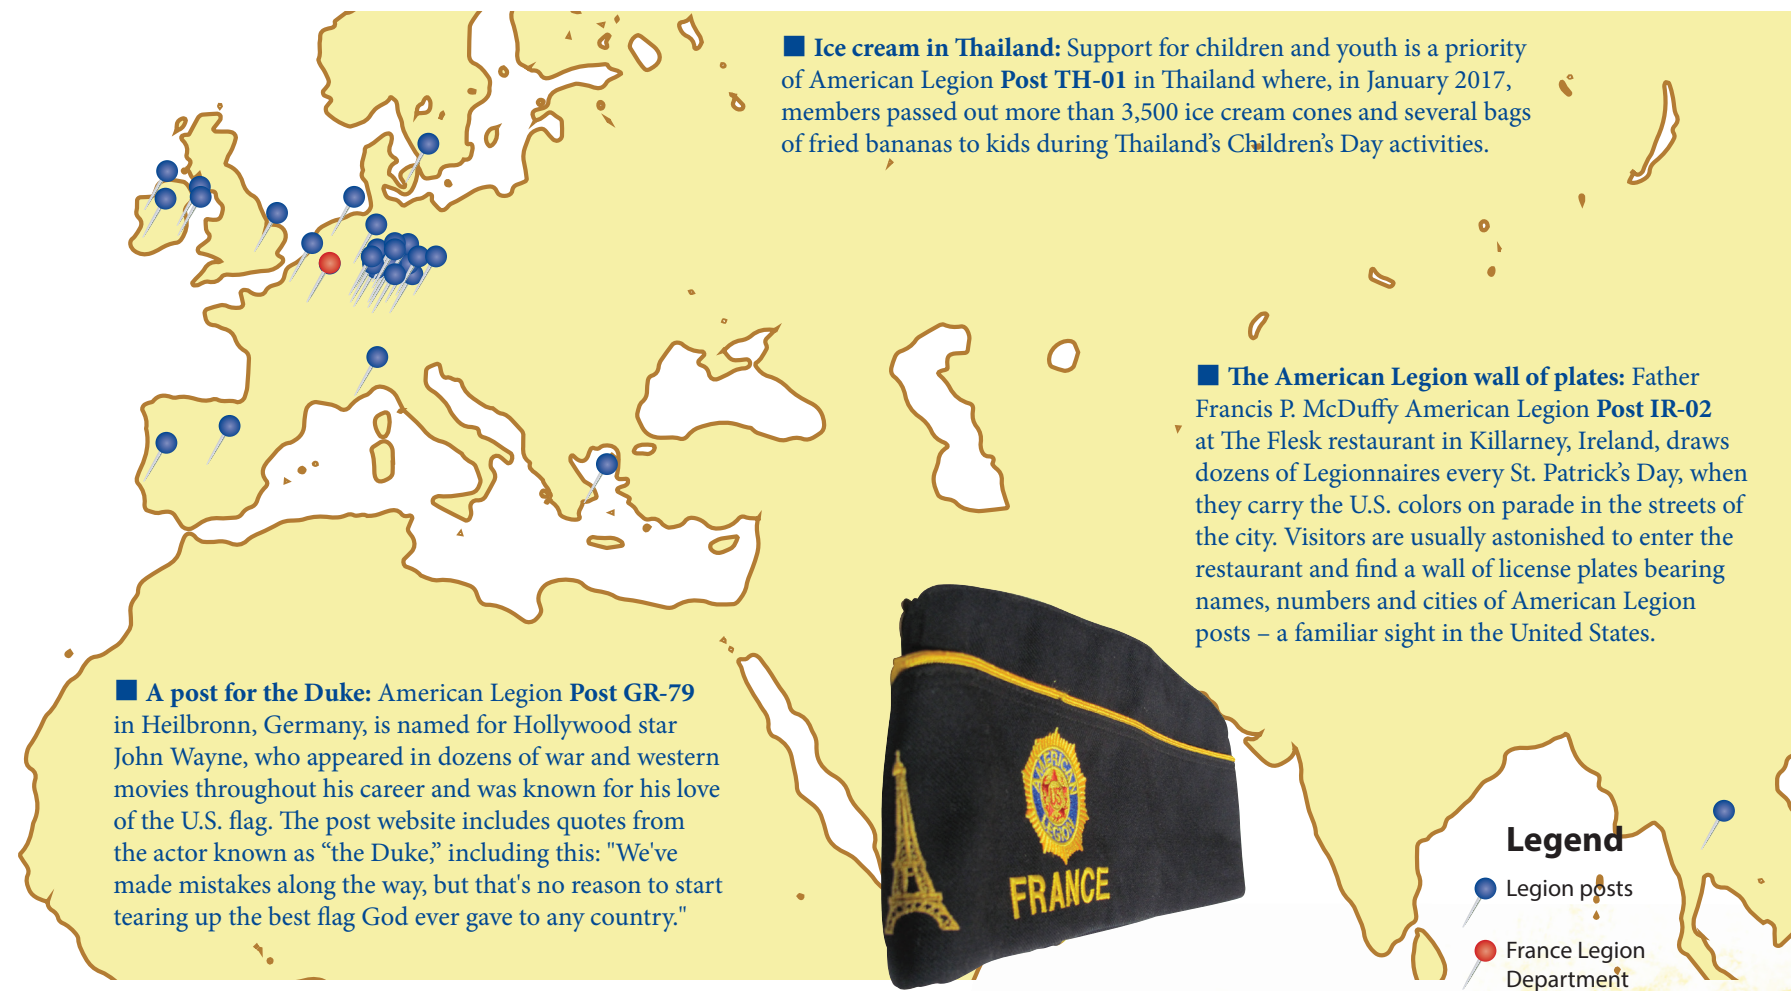 ■ Ice cream in Thailand: Support for children and youth is a priority
of American Legion Post TH-01 in Thailand where, in January 2017,
members passed out more than 3,500 ice cream cones and several bags
of fried bananas to kids during Thailand’s Children’s Day activities.
■ The American Legion wall of plates: Father
Francis P. McDuffy American Legion Post IR-02
at The Flesk restaurant in Killarney, Ireland, draws
dozens of Legionnaires every St. Patrick’s Day, when
they carry the U.S. colors on parade in the streets of
the city. Visitors are usually astonished to enter the
restaurant and find a wall of license plates bearing
names, numbers and cities of American Legion
posts – a familiar sight in the United States.
■ A post for the Duke: American Legion Post GR-79
in Heilbronn, Germany, is named for Hollywood star
John Wayne, who appeared in dozens of war and western
movies throughout his career and was known for his love
of the U.S. flag. The post website includes quotes from
the actor known as “the Duke,” including this: "We've
made mistakes along the way, but that's no reason to start
tearing up the best flag God ever gave to any country."
AMERICAN
US
LEGION
FRANCE
Legend
Legion posts
France Legion
Department